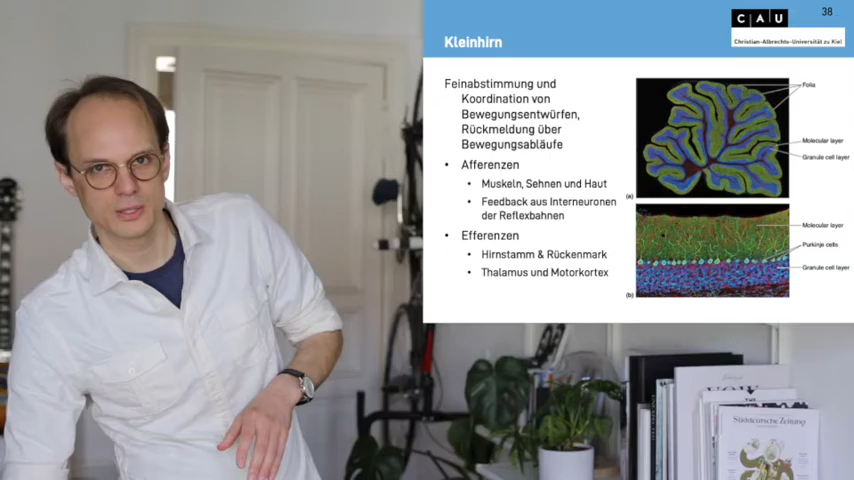 38
C A U
Christian-Albrechts-Universität zu Kiel
Kleinhirn
Feinabstimmung und
Koordination von
Bewegungsentwürfen,
Rückmeldung über
Bewegungsabläufe
• Afferenzen
• Muskeln, Sehnen und Haut
• Feedback aus Interneuronen
der Reflexbahnen
• Efferenzen
• Hirnstamm & Rückenmark
• Thalamus und Motorkortex
Folia
Molecular layer
Granule cell layer
(a)
Molecular layer
Purkinje cells
Granule cell layer
(b)
Süddeutsche Zeitung